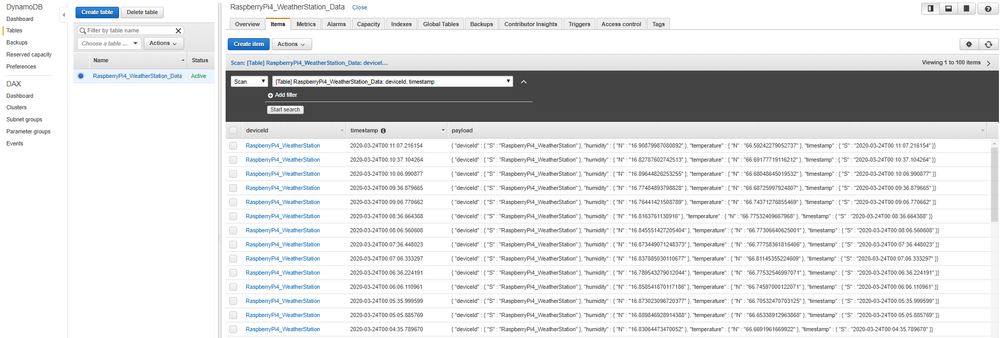 DynamoDB
Dashboard
Tables
Backups
Reserved capacity
Preferences
DAX
Dashboard
Clusters
Subnet groups
Parameter groups
Events
Create table Delete table
Filter by table name
Choose a table ... Actions
Name Status
RaspberryPi4_WeatherStation_Data Active
RaspberryPi4_WeatherStation_Data Close
Overview Items Metrics Alarms Capacity Indexes Global Tables Backups Contributor Insights Triggers Access control Tags
Create item Actions
Scan: [Table] RaspberryPi4_WeatherStation_Data: deviceI... Viewing 1 to 100 items
Scan [Table] RaspberryPi4_WeatherStation_Data: deviceId, timestamp
Add filter
Start search
deviceId timestamp payload
RaspberryPi4_WeatherStation 2020-03-24T00:11:07.216154 { "deviceId" : { "S" : "RaspberryPi4_WeatherStation" }, "humidity" : { "N" : "16.90879987080892" }, "temperature" : { "N" : "66.59242279052737" }, "timestamp" : { "S" : "2020-03-24T00:11:07.216154" }}
RaspberryPi4_WeatherStation 2020-03-24T00:10:37.104264 { "deviceId" : { "S" : "RaspberryPi4_WeatherStation" }, "humidity" : { "N" : "16.82787602742513" }, "temperature" : { "N" : "66.69177719116212" }, "timestamp" : { "S" : "2020-03-24T00:10:37.104264" }}
RaspberryPi4_WeatherStation 2020-03-24T00:10:06.990877 { "deviceId" : { "S" : "RaspberryPi4_WeatherStation" }, "humidity" : { "N" : "16.89644826253255" }, "temperature" : { "N" : "66.68048645019532" }, "timestamp" : { "S" : "2020-03-24T00:10:06.990877" }}
RaspberryPi4_WeatherStation 2020-03-24T00:09:36.879665 { "deviceId" : { "S" : "RaspberryPi4_WeatherStation" }, "humidity" : { "N" : "16.77484893798828" }, "temperature" : { "N" : "66.68725997924807" }, "timestamp" : { "S" : "2020-03-24T00:09:36.879665" }}
RaspberryPi4_WeatherStation 2020-03-24T00:09:06.770662 { "deviceId" : { "S" : "RaspberryPi4_WeatherStation" }, "humidity" : { "N" : "16.76441421508789" }, "temperature" : { "N" : "66.74371276855469" }, "timestamp" : { "S" : "2020-03-24T00:09:06.770662" }}
RaspberryPi4_WeatherStation 2020-03-24T00:08:36.664388 { "deviceId" : { "S" : "RaspberryPi4_WeatherStation" }, "humidity" : { "N" : "16.8163761138916" }, "temperature" : { "N" : "66.77532409667968" }, "timestamp" : { "S" : "2020-03-24T00:08:36.664388" }}
RaspberryPi4_WeatherStation 2020-03-24T00:08:06.560608 { "deviceId" : { "S" : "RaspberryPi4_WeatherStation" }, "humidity" : { "N" : "16.845551427205404" }, "temperature" : { "N" : "66.77306640625001" }, "timestamp" : { "S" : "2020-03-24T00:08:06.560608" }}
RaspberryPi4_WeatherStation 2020-03-24T00:07:36.448023 { "deviceId" : { "S" : "RaspberryPi4_WeatherStation" }, "humidity" : { "N" : "16.873449071248373" }, "temperature" : { "N" : "66.77758361816406" }, "timestamp" : { "S" : "2020-03-24T00:07:36.448023" }}
RaspberryPi4_WeatherStation 2020-03-24T00:07:06.333297 { "deviceId" : { "S" : "RaspberryPi4_WeatherStation" }, "humidity" : { "N" : "16.837885030110677" }, "temperature" : { "N" : "66.81145355224609" }, "timestamp" : { "S" : "2020-03-24T00:07:06.333297" }}
RaspberryPi4_WeatherStation 2020-03-24T00:06:36.224191 { "deviceId" : { "S" : "RaspberryPi4_WeatherStation" }, "humidity" : { "N" : "16.789543279012044" }, "temperature" : { "N" : "66.77532546997071" }, "timestamp" : { "S" : "2020-03-24T00:06:36.224191" }}
RaspberryPi4_WeatherStation 2020-03-24T00:06:06.110961 { "deviceId" : { "S" : "RaspberryPi4_WeatherStation" }, "humidity" : { "N" : "16.858541870117186" }, "temperature" : { "N" : "66.74597000122071" }, "timestamp" : { "S" : "2020-03-24T00:06:06.110961" }}
RaspberryPi4_WeatherStation 2020-03-24T00:05:35.999599 { "deviceId" : { "S" : "RaspberryPi4_WeatherStation" }, "humidity" : { "N" : "16.873023096720377" }, "temperature" : { "N" : "66.70532470703125" }, "timestamp" : { "S" : "2020-03-24T00:05:35.999599" }}
RaspberryPi4_WeatherStation 2020-03-24T00:05:05.885769 { "deviceId" : { "S" : "RaspberryPi4_WeatherStation" }, "humidity" : { "N" : "16.889846928914388" }, "temperature" : { "N" : "66.65338912963868" }, "timestamp" : { "S" : "2020-03-24T00:05:05.885769" }}
RaspberryPi4_WeatherStation 2020-03-24T00:04:35.789670 { "deviceId" : { "S" : "RaspberryPi4_WeatherStation" }, "humidity" : { "N" : "16.83064473470052" }, "temperature" : { "N" : "66.6691961669922" }, "timestamp" : { "S" : "2020-03-24T00:04:35.789670" }}